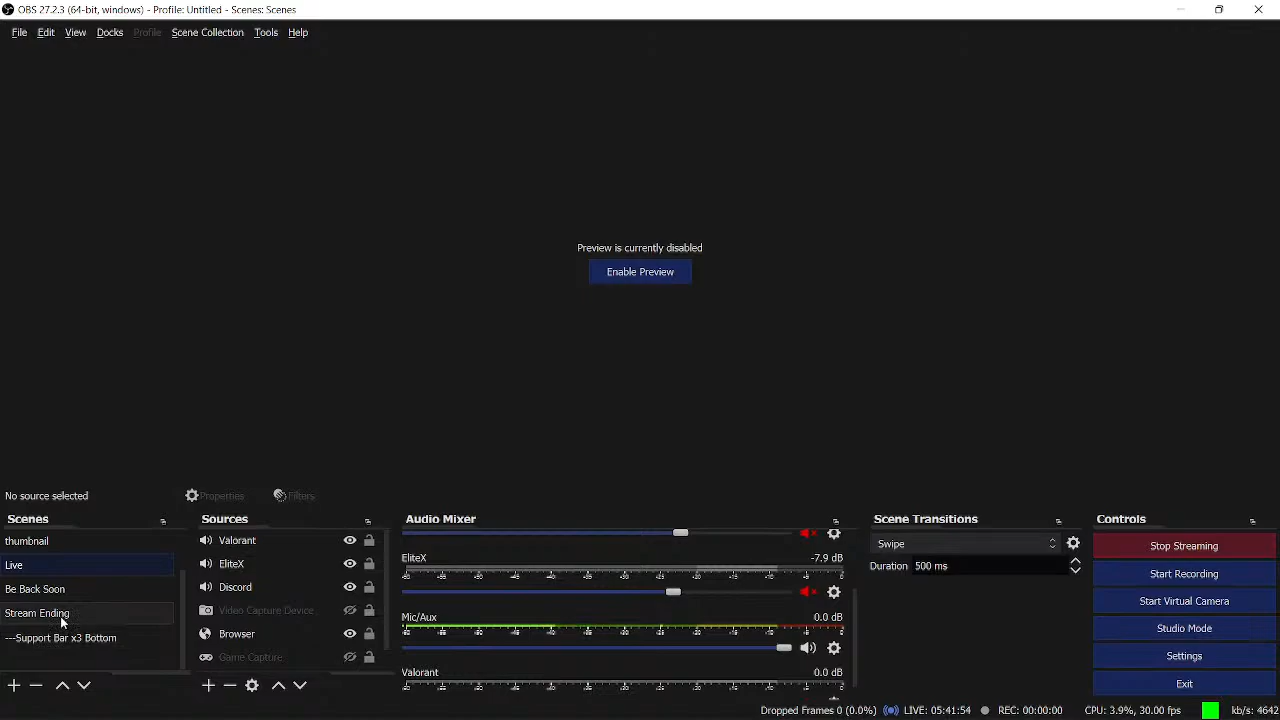 OBS 27.2.3 (64-bit, windows) - Profile: Untitled - Scenes: Scenes
File Edit View Docks Profile Scene Collection Tools Help
Preview is currently disabled
Enable Preview
No source selected Properties Filters
Scenes
thumbnail
Live
Be Back Soon
Stream Ending
---Support Bar x3 Bottom
Sources
Valorant
EliteX
Discord
Video Capture Device
Browser
Game Capture
Audio Mixer
EliteX -7.9 dB
Mic/Aux 0.0 dB
Valorant 0.0 dB
Scene Transitions
Swipe
Duration 500 ms
Controls
Stop Streaming
Start Recording
Start Virtual Camera
Studio Mode
Settings
Exit
Dropped Frames 0 (0.0%) LIVE: 05:41:54 REC: 00:00:00 CPU: 3.9%, 30.00 fps kb/s: 4642